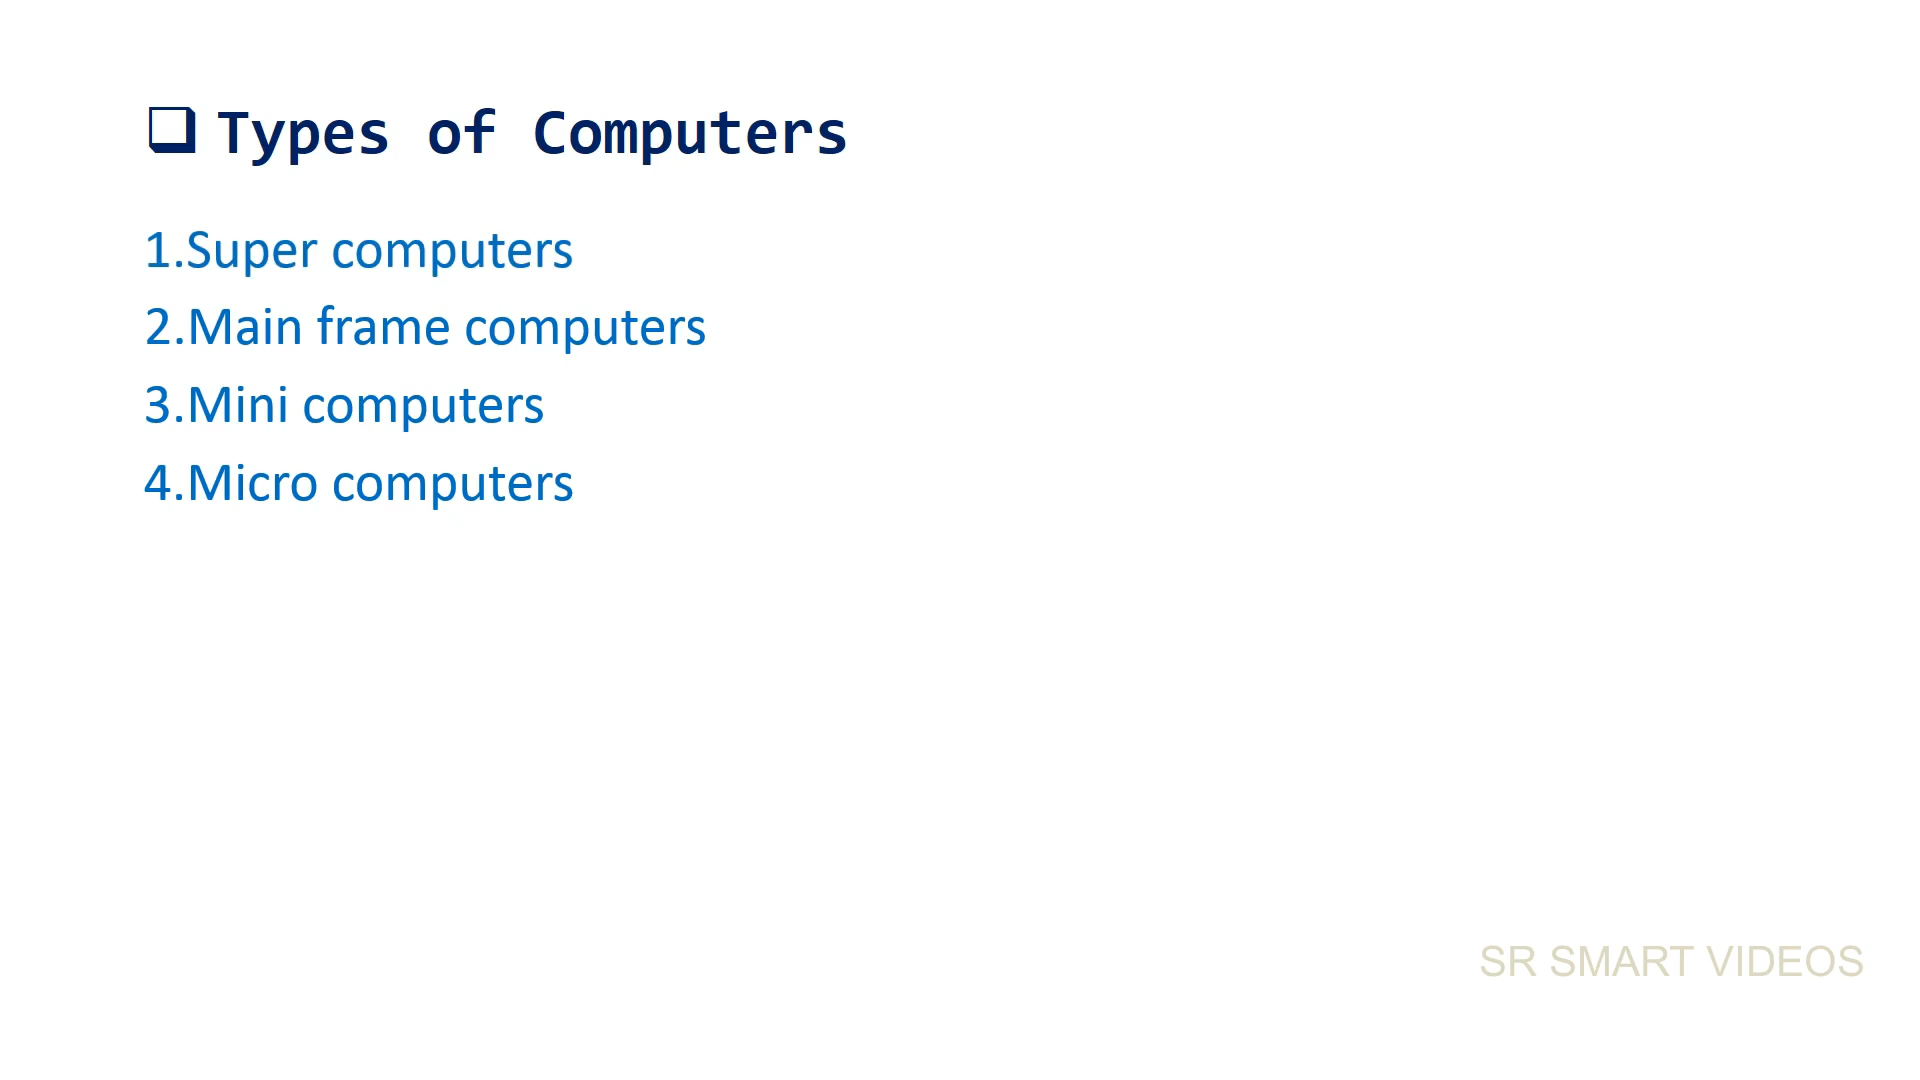 ❑ Types of Computers
1.Super computers
2.Main frame computers
3.Mini computers
4.Micro computers
SR SMART VIDEOS